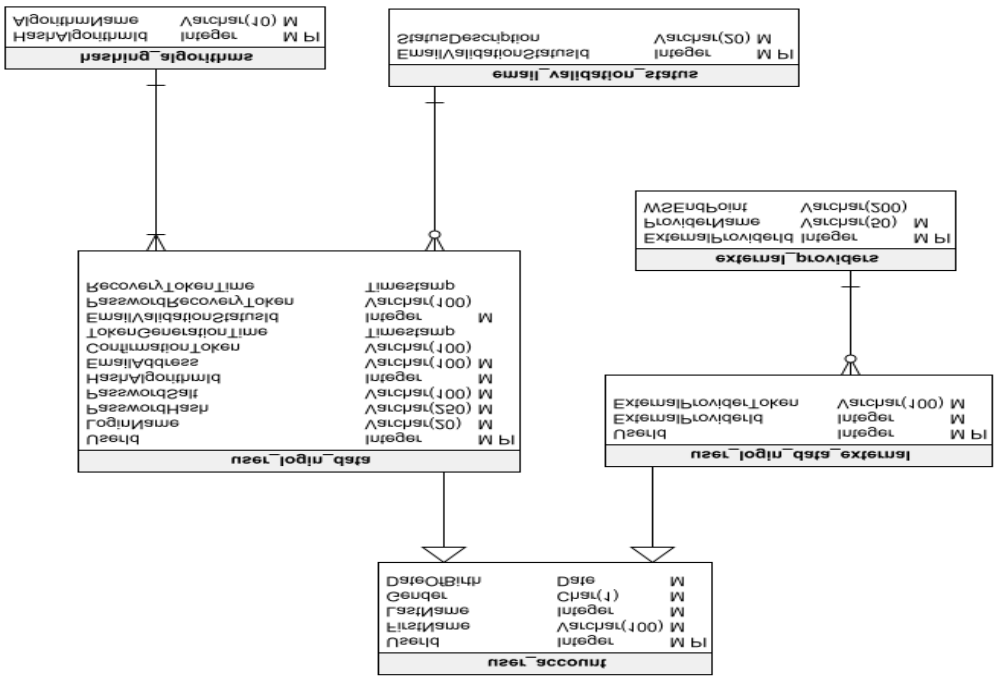 user_account
UserId Integer M PI
FirstName Varchar(100) M
LastName Integer M
Gender Char(1) M
DateOfBirth Date M
user_login_data
UserId Integer M PI
LoginName Varchar(20) M
PasswordHash Varchar(250) M
PasswordSalt Varchar(100) M
HashAlgorithmId Integer M
EmailAddress Varchar(100) M
ConfirmationToken Varchar(100)
TokenGenerationTime Timestamp
EmailValidationStatusId Integer M
PasswordRecoveryToken Varchar(100)
RecoveryTokenTime Timestamp
user_login_data_external
UserId Integer M PI
ExternalProviderId Integer M
ExternalProviderToken Varchar(100) M
external_providers
ExternalProviderId Integer M PI
ProviderName Varchar(50) M
WSEndPoint Varchar(200)
hashing_algorithms
HashAlgorithmId Integer M PI
AlgorithmName Varchar(10) M
email_validation_status
EmailValidationStatusId Integer M PI
StatusDescription Varchar(20) M